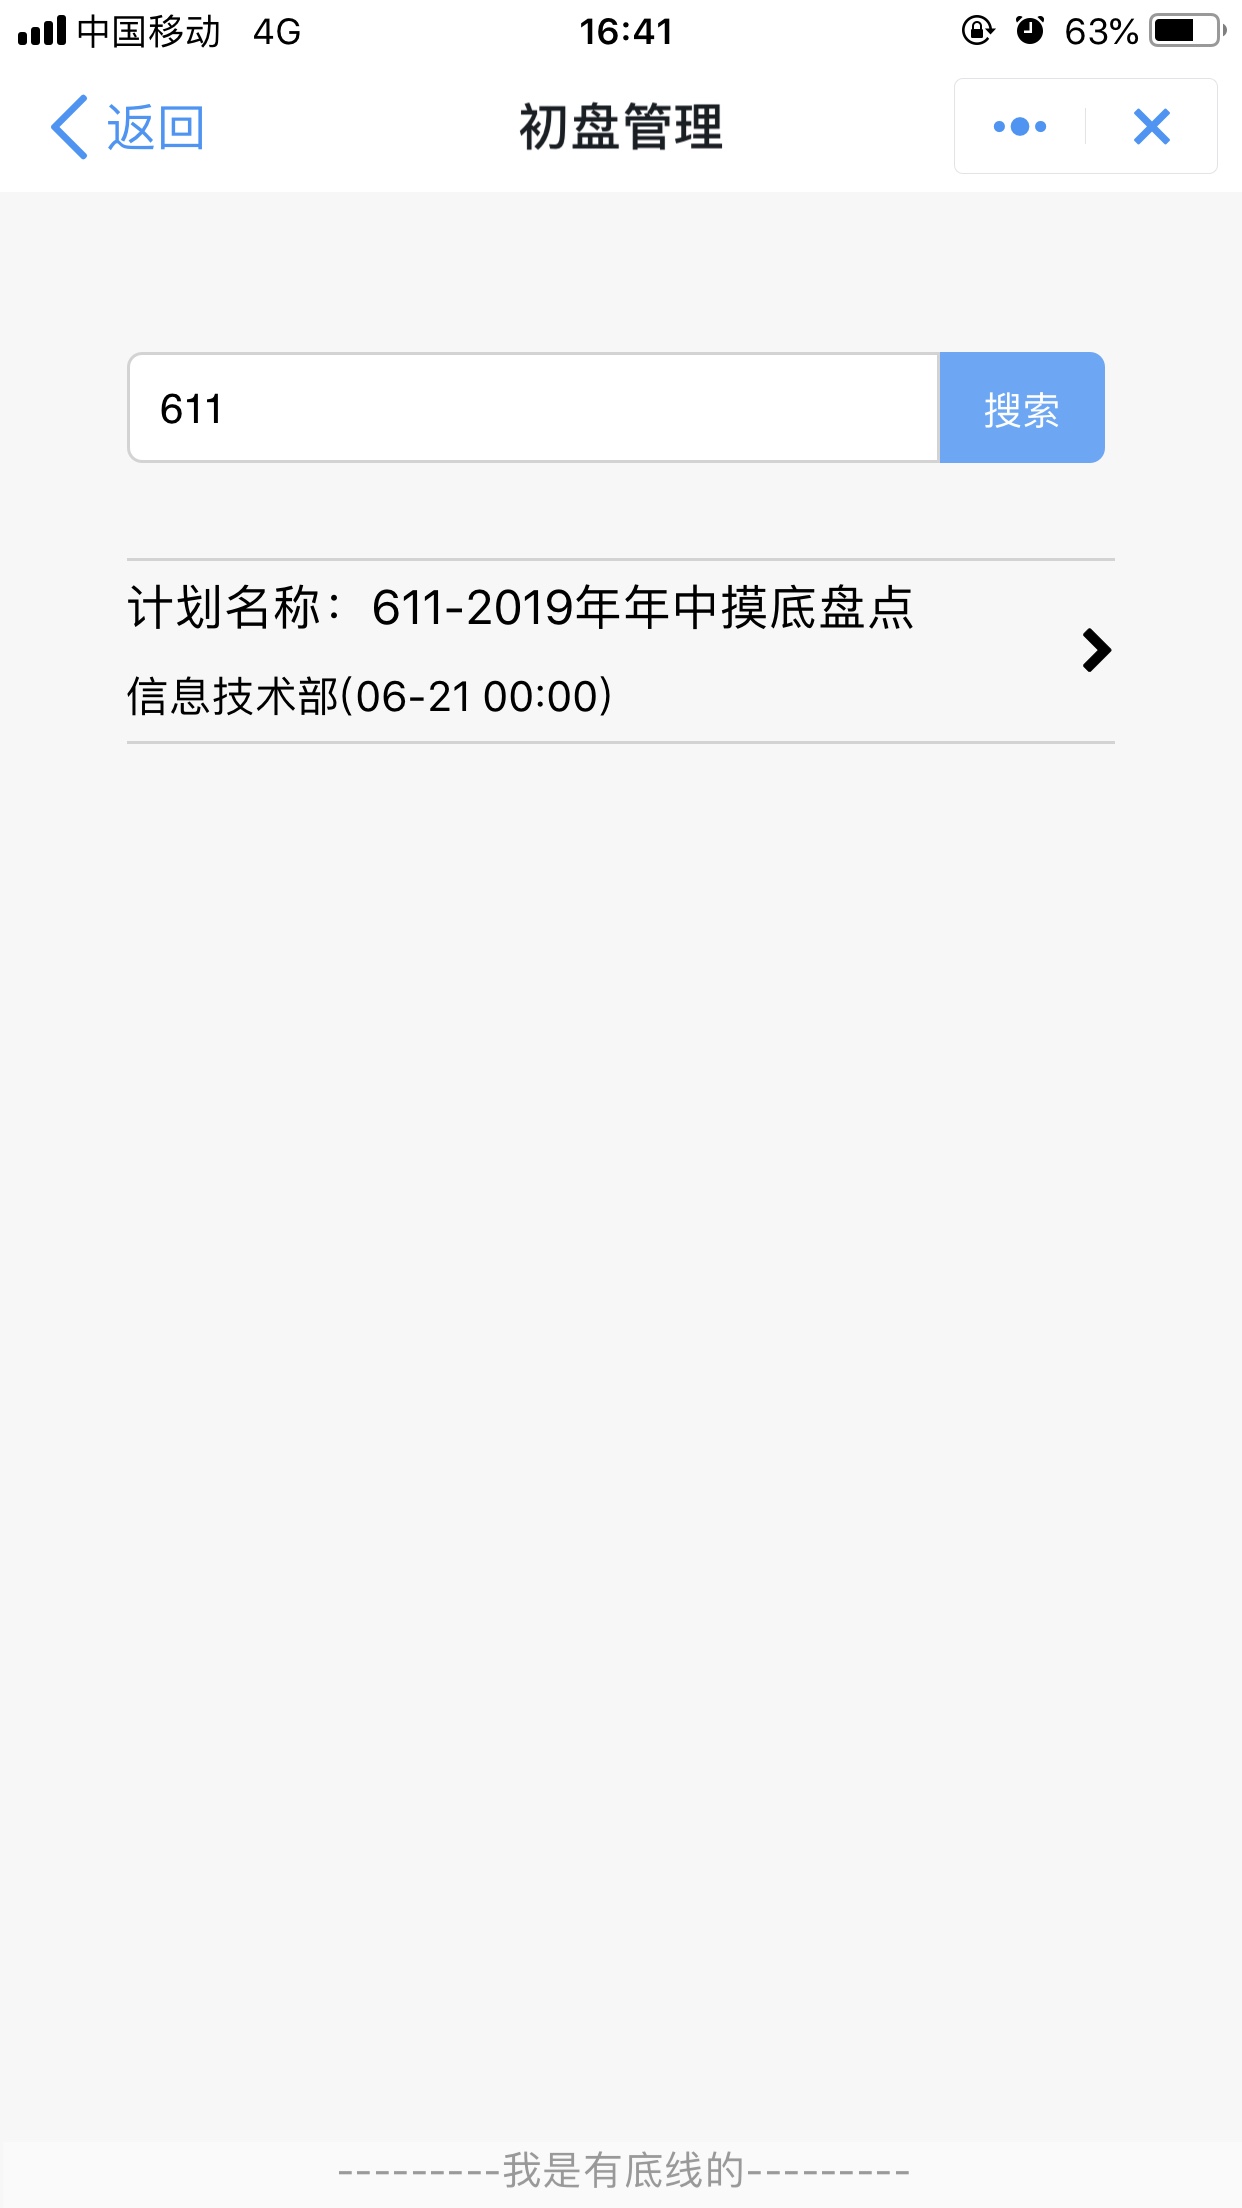 中国移动 4G 16:41 63%
返回 初盘管理
611 搜索
计划名称：611-2019年年中摸底盘点
信息技术部(06-21 00:00)
---------我是有底线的---------